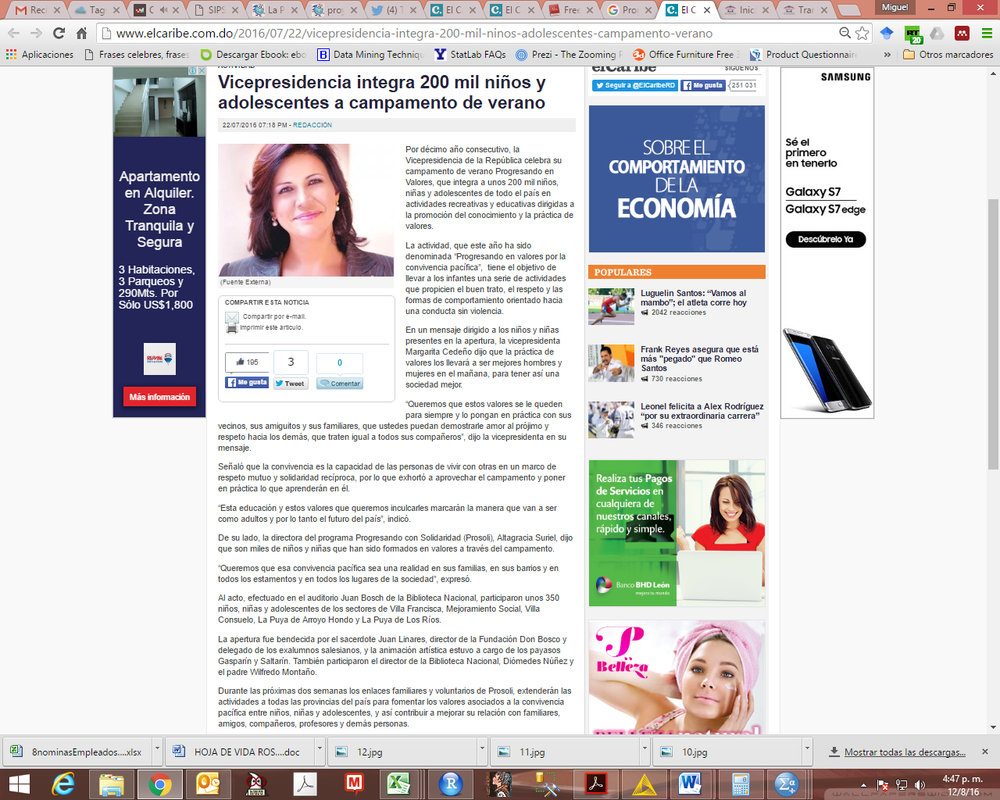 Reci
Tag
C
SIPS
La P
pro
(4) T
El C
El C
Free
Pro
El C
Inic
Tra
Miguel
www.elcaribe.com.do/2016/07/22/vicepresidencia-integra-200-mil-ninos-adolescentes-campamento-verano
Aplicaciones
Frases celebres, frases
Descargar Ebook: ebo
Data Mining Techniqu
StatLab FAQs
Prezi - The Zooming P
Office Furniture Free 3
Product Questionnair
»
Otros marcadores
ACTIVIDAD
Vicepresidencia integra 200 mil niños y
adolescentes a campamento de verano
22/07/2016 07:18 PM - REDACCIÓN
(Fuente Externa)
COMPARTIR ESTA NOTICIA
Compartir por e-mail.
Imprimir este artículo.
195
3
0
Me gusta
Tweet
Comentar
Por décimo año consecutivo, la
Vicepresidencia de la República celebra su
campamento de verano Progresando en
Valores, que integra a unos 200 mil niños,
niñas y adolescentes de todo el país en
actividades recreativas y educativas dirigidas a
la promoción del conocimiento y la práctica de
valores.
La actividad, que este año ha sido
denominada “Progresando en valores por la
convivencia pacífica”, tiene el objetivo de
llevar a los infantes una serie de actividades
que propicien el buen trato, el respeto y las
formas de comportamiento orientado hacia
una conducta sin violencia.
En un mensaje dirigido a los niños y niñas
presentes en la apertura, la vicepresidenta
Margarita Cedeño dijo que la práctica de
valores los llevará a ser mejores hombres y
mujeres en el mañana, para tener así una
sociedad mejor.
“Queremos que estos valores se le queden
para siempre y lo pongan en práctica con sus
vecinos, sus amiguitos y sus familiares, que ustedes puedan demostrarle amor al prójimo y
respeto hacia los demás, que traten igual a todos sus compañeros”, dijo la vicepresidenta en su
mensaje.
Señaló que la convivencia es la capacidad de las personas de vivir con otras en un marco de
respeto mutuo y solidaridad recíproca, por lo que exhortó a aprovechar el campamento y poner
en práctica lo que aprenderán en él.
“Esta educación y estos valores que queremos inculcarles marcarán la manera que van a ser
como adultos y por lo tanto el futuro del país”, indicó.
De su lado, la directora del programa Progresando con Solidaridad (Prosoli), Altagracia Suriel, dijo
que son miles de niños y niñas que han sido formados en valores a través del campamento.
“Queremos que esa convivencia pacífica sea una realidad en sus familias, en sus barrios y en
todos los estamentos y en todos los lugares de la sociedad”, expresó.
Al acto, efectuado en el auditorio Juan Bosch de la Biblioteca Nacional, participaron unos 350
niños, niñas y adolescentes de los sectores de Villa Francisca, Mejoramiento Social, Villa
Consuelo, La Puya de Arroyo Hondo y La Puya de Los Ríos.
La apertura fue bendecida por el sacerdote Juan Linares, director de la Fundación Don Bosco y
delegado de los exalumnos salesianos, y la animación artística estuvo a cargo de los payasos
Gasparín y Saltarín. También participaron el director de la Biblioteca Nacional, Diómedes Núñez y
el padre Wilfredo Montaño.
Durante las próximas dos semanas los enlaces familiares y voluntarios de Prosoli, extenderán las
actividades a todas las provincias del país para fomentar los valores asociados a la convivencia
pacífica entre niños, niñas y adolescentes, y así contribuir a mejorar su relación con familiares,
amigos, compañeros, profesores y demás personas.
Apartamento
en Alquiler.
Zona
Tranquila y
Segura
3 Habitaciones,
3 Parqueos y
290Mts. Por
Sólo US$1,800
RE/MAX
Más información
elCaribe
SÍGUENOS
Seguir a @ElCaribeRD
Me gusta
251 031
SOBRE EL
COMPORTAMIENTO
DE LA
ECONOMÍA
POPULARES
Luguelin Santos: “Vamos al
mambo”; el atleta corre hoy
2042 reacciones
Frank Reyes asegura que está
más "pegado" que Romeo
Santos
730 reacciones
Leonel felicita a Alex Rodríguez
“por su extraordinaria carrera”
346 reacciones
Realiza tus Pagos
de Servicios en
cualquiera de
nuestros canales,
rápido y simple.
Banco BHD León
mejora tu mundo
P
Belleza
BELLEZA natural
SAMSUNG
Sé el
primero
en tenerlo
Galaxy S7
Galaxy S7 edge
Descúbrelo Ya
8nominasEmpleados....xlsx
HOJA DE VIDA ROS....doc
12.jpg
11.jpg
10.jpg
Mostrar todas las descargas...
4:47 p. m.
12/8/16